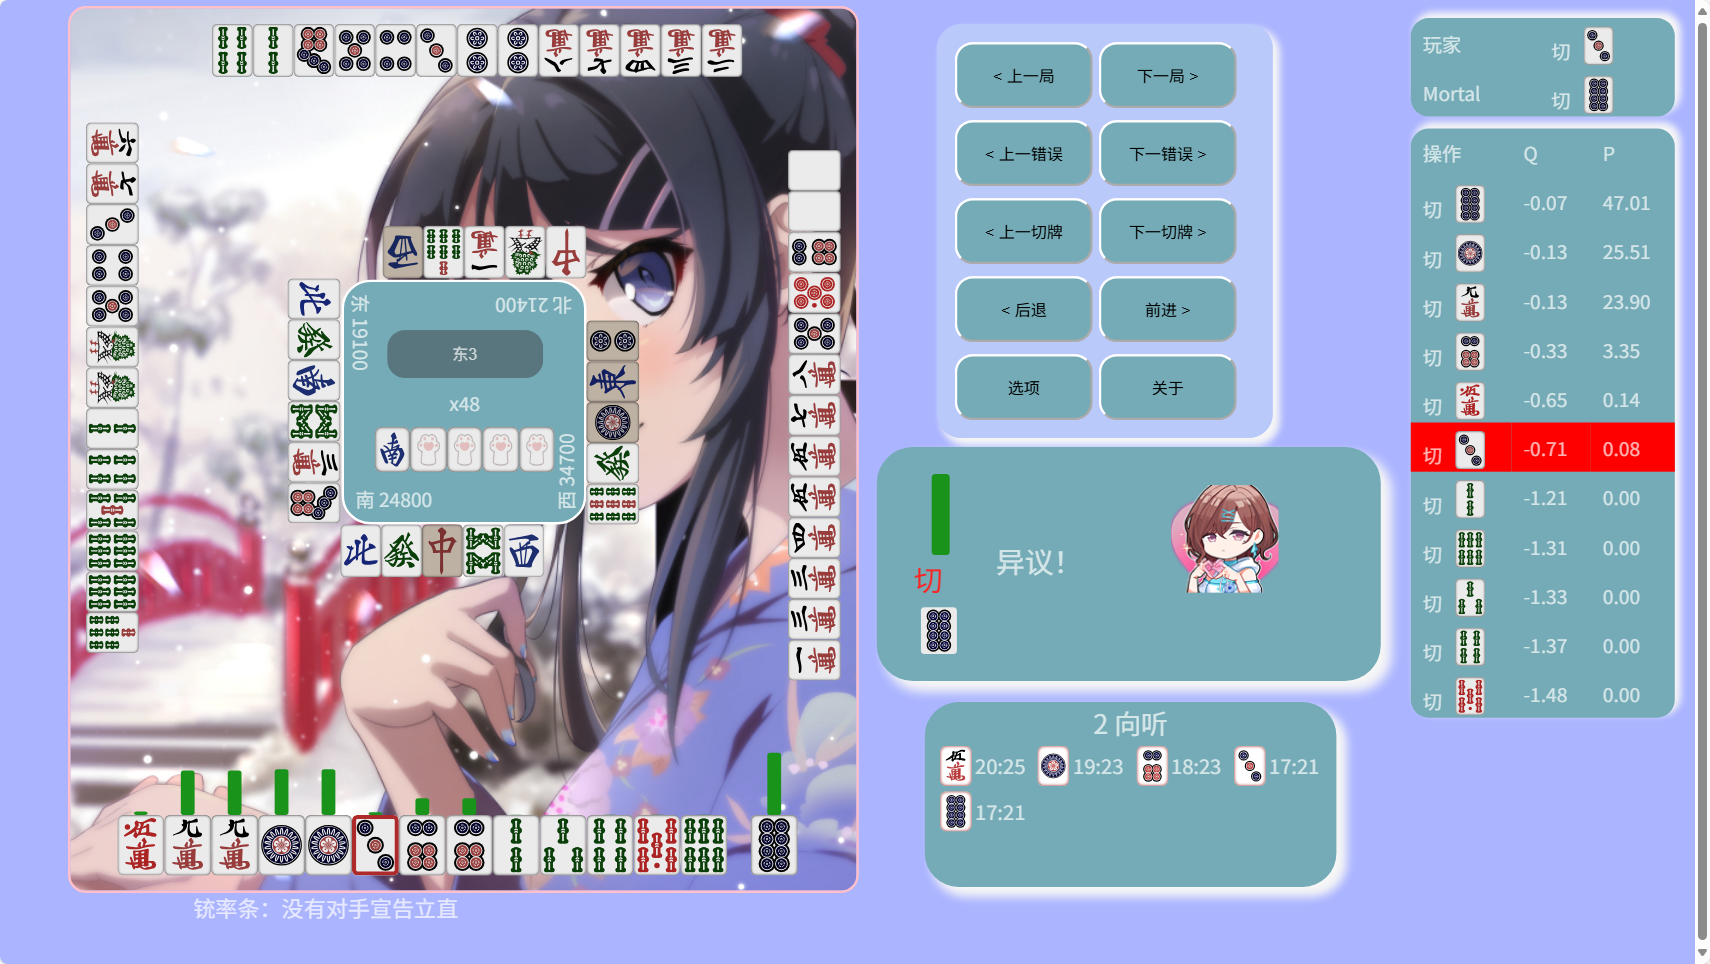 < 上一局
下一局 >
< 上一错误
下一错误 >
< 上一切牌
下一切牌 >
< 后退
前进 >
选项
关于
玩家 切
Mortal 切
操作 Q P
切 -0.07 47.01
切 -0.13 25.51
切 -0.13 23.90
切 -0.33 3.35
切 -0.65 0.14
切 -0.71 0.08
切 -1.21 0.00
切 -1.31 0.00
切 -1.33 0.00
切 -1.37 0.00
切 -1.48 0.00
北 21400
东 19100
东3
x48
南 24800
西 34700
异议！
切
2 向听
20:25 19:23 18:23 17:21
17:21
铳率条：没有对手宣告立直